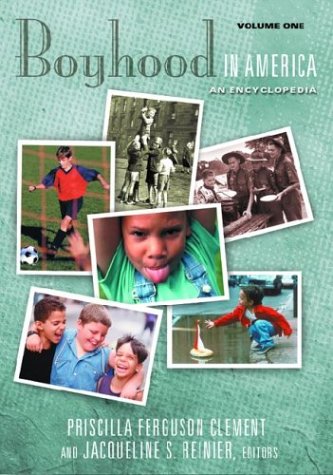 VOLUME ONE
Boyhood IN AMERICA
AN ENCYCLOPEDIA
PRISCILLA FERGUSON CLEMENT
AND JACQUELINE S. REINIER, EDITORS